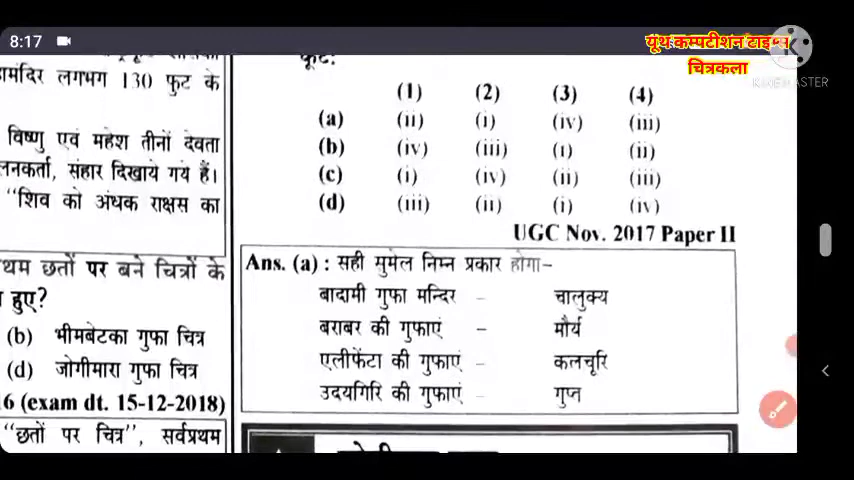 8:17
यूथ कम्पटीशन टाइम्स
चित्रकला
KINEMASTER
मंदिर लगभग 130 फुट के
विष्णु एवं महेश तीनों देवता
संहार दिखाये गये हैं।
“शिव को अंधक राक्षस का
छतों पर बने चित्रों के
हुए?
(b) भीमबेटका गुफा चित्र
(d) जोगीमारा गुफा चित्र
6 (exam dt. 15-12-2018)
“छतों पर चित्र”, सर्वप्रथम
कूट:
(1) (2) (3) (4)
(a) (ii) (i) (iv) (iii)
(b) (iv) (iii) (i) (ii)
(c) (i) (iv) (ii) (iii)
(d) (iii) (ii) (i) (iv)
UGC Nov. 2017 Paper II
Ans. (a) : सही सुमेल निम्न प्रकार होगा–
बादामी गुफा मन्दिर - चालुक्य
बराबर की गुफाएं - मौर्य
एलीफेंटा की गुफाएं - कलचूरि
उदयगिरि की गुफाएं - गुप्त